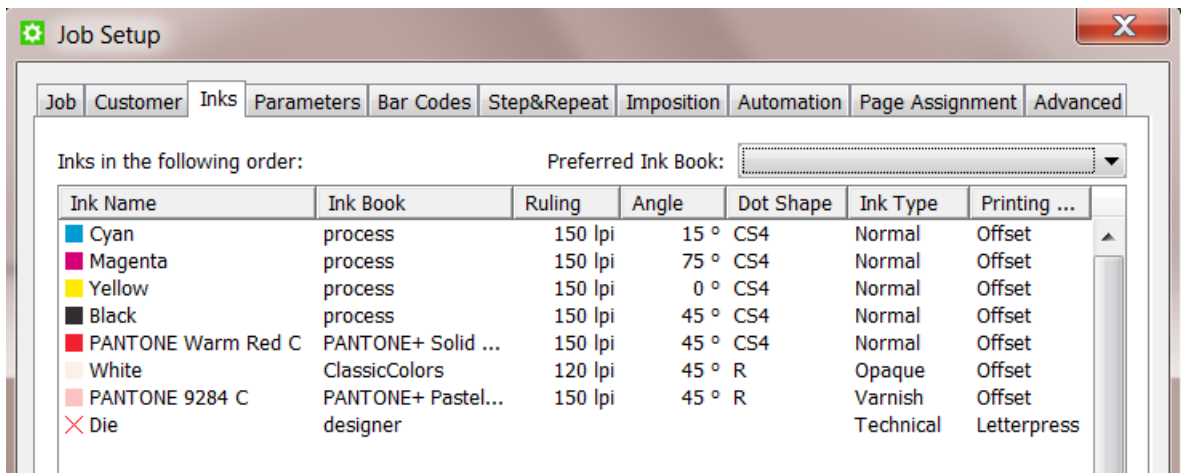 Job Setup
X
Job Customer Inks Parameters Bar Codes Step&Repeat Imposition Automation Page Assignment Advanced
Inks in the following order: Preferred Ink Book:
Ink Name Ink Book Ruling Angle Dot Shape Ink Type Printing ...
Cyan process 150 lpi 15 º CS4 Normal Offset
Magenta process 150 lpi 75 º CS4 Normal Offset
Yellow process 150 lpi 0 º CS4 Normal Offset
Black process 150 lpi 45 º CS4 Normal Offset
PANTONE Warm Red C PANTONE+ Solid ... 150 lpi 45 º CS4 Normal Offset
White ClassicColors 120 lpi 45 º R Opaque Offset
PANTONE 9284 C PANTONE+ Pastel... 150 lpi 45 º R Varnish Offset
Die designer Technical Letterpress